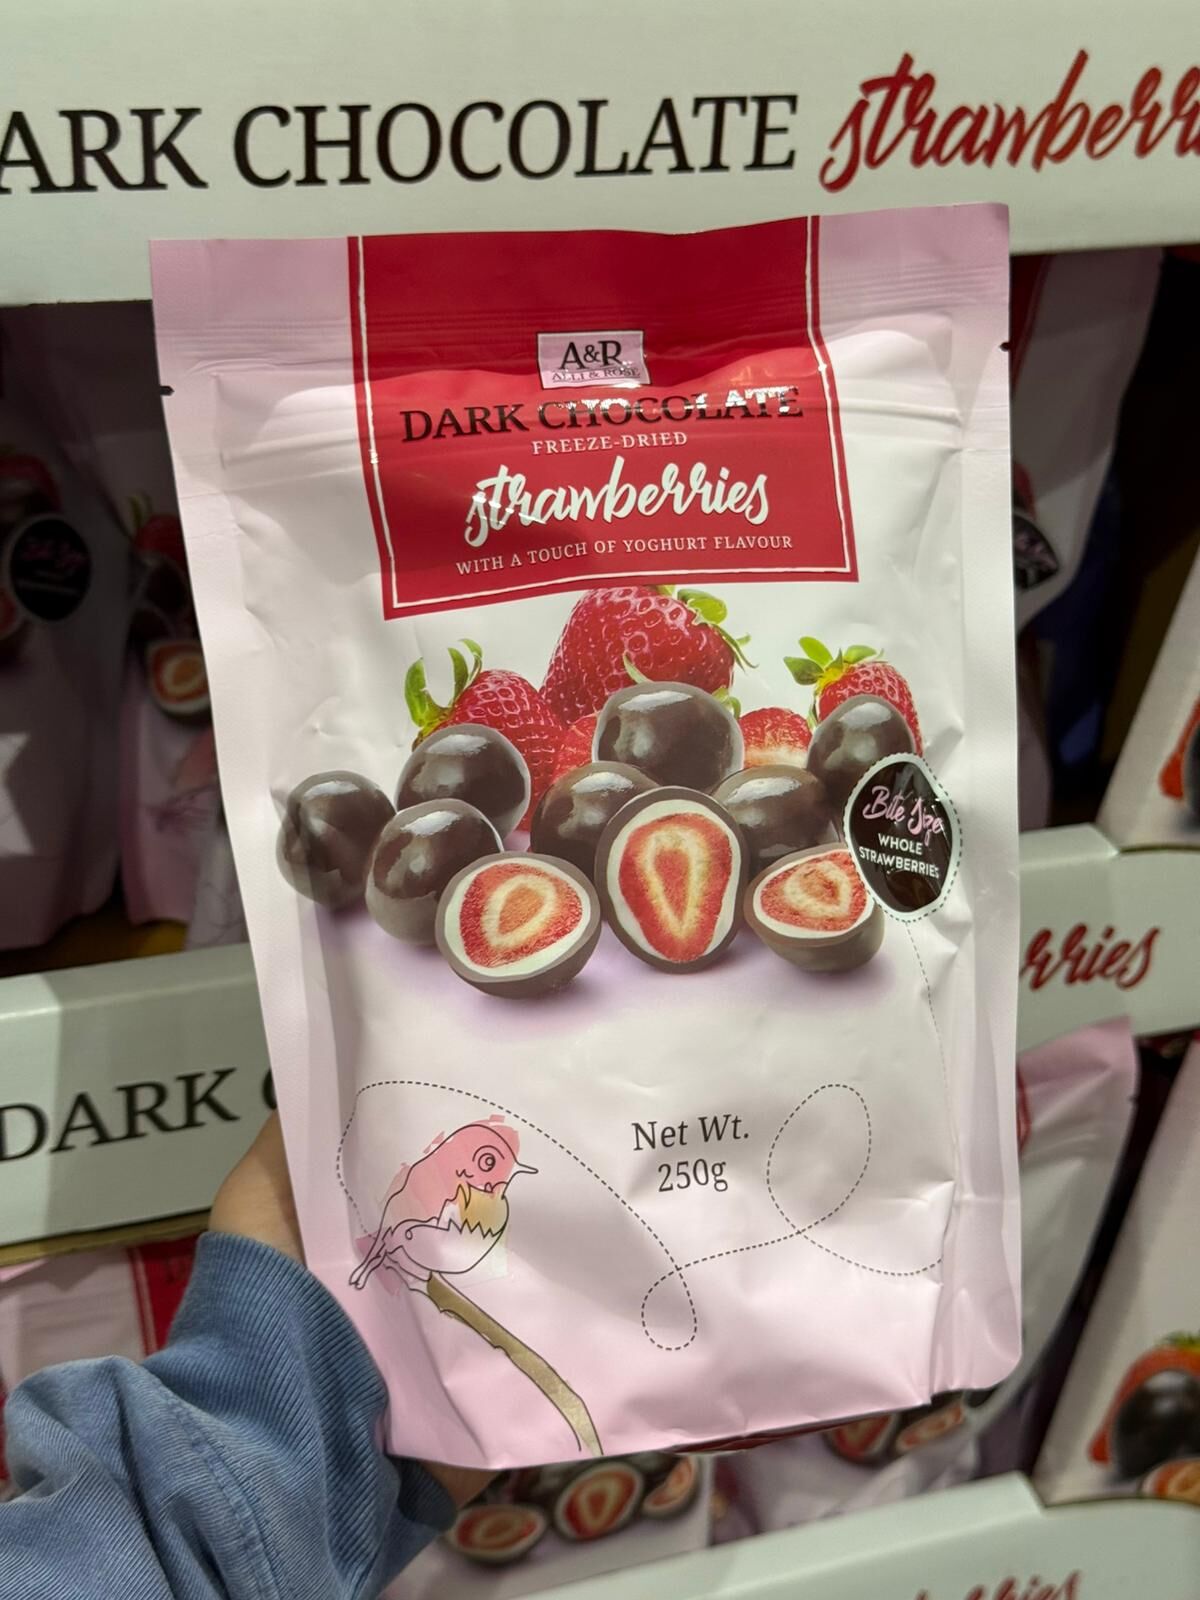 ARK CHOCOLATE strawberr
A&R
ALLI & ROSE
DARK CHOCOLATE
FREEZE-DRIED
strawberries
WITH A TOUCH OF YOGHURT FLAVOUR
Bite Size
WHOLE
STRAWBERRIES
rries
DARK
Net Wt.
250g